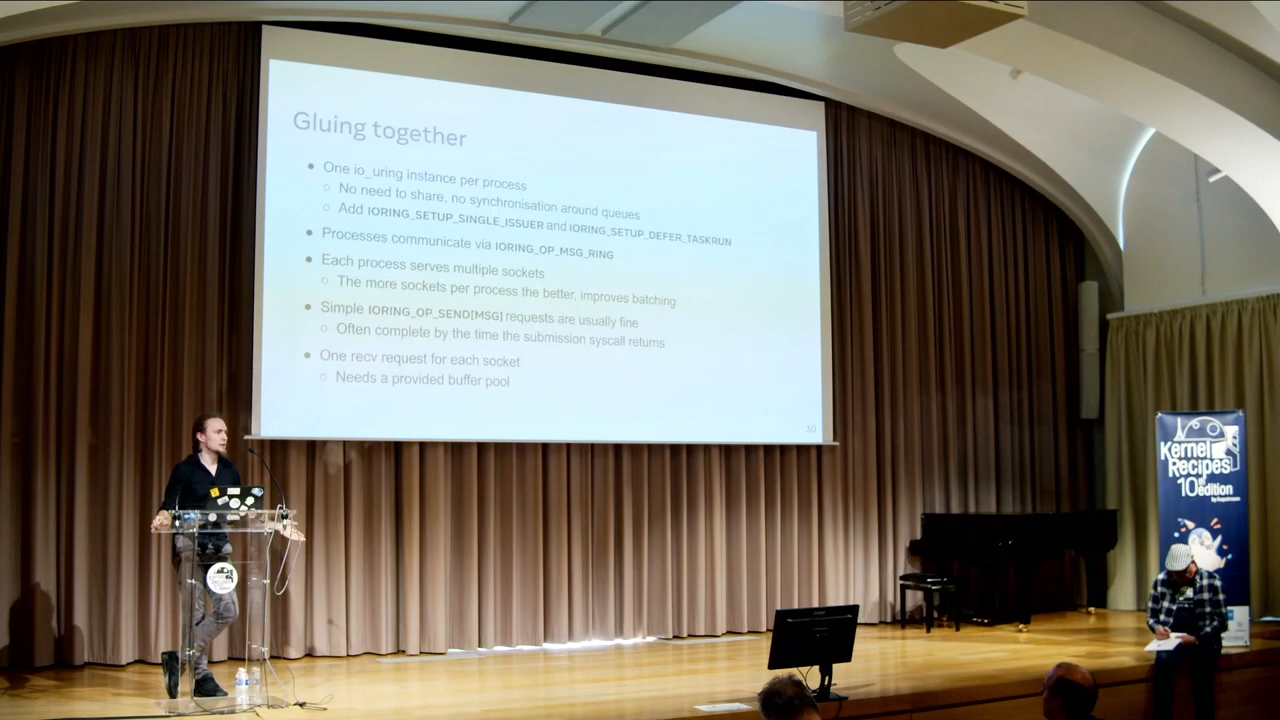 Gluing together
● One io_uring instance per process
○ No need to share, no synchronisation around queues
○ Add IORING_SETUP_SINGLE_ISSUER and IORING_SETUP_DEFER_TASKRUN
● Processes communicate via IORING_OP_MSG_RING
● Each process serves multiple sockets
○ The more sockets per process the better, improves batching
● Simple IORING_OP_SEND[MSG] requests are usually fine
○ Often complete by the time the submission syscall returns
● One recv request for each socket
○ Needs a provided buffer pool
30
Kernel
Recipes
10 edition